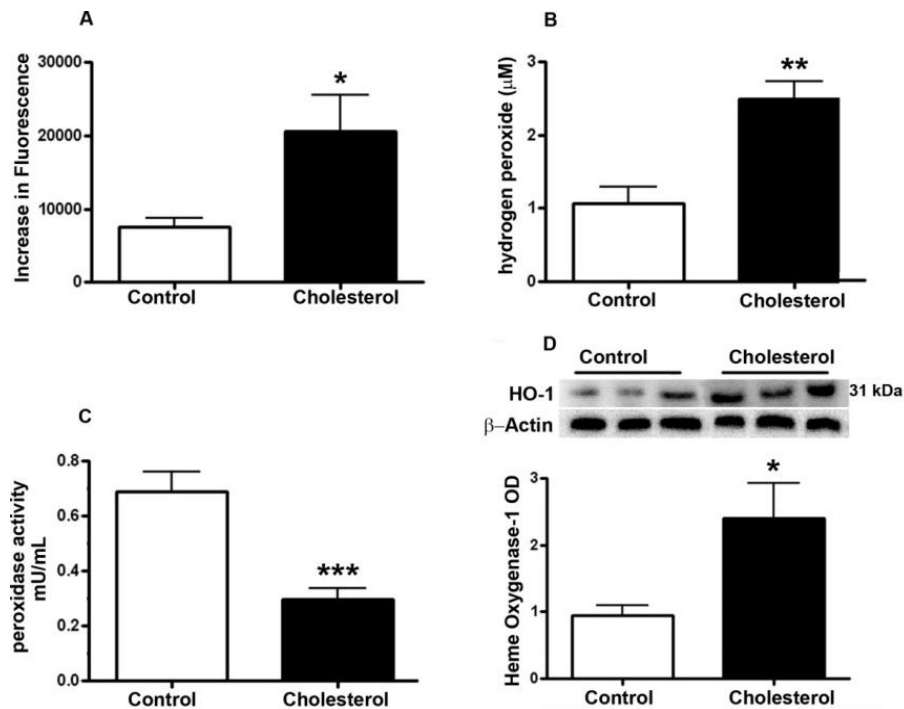 A
Increase in Fluorescence
30000
20000
10000
0
*
Control
Cholesterol
B
hydrogen peroxide (μM)
3
2
1
0
**
Control
Cholesterol
C
peroxidase activity
mU/mL
0.8
0.6
0.4
0.2
0.0
***
Control
Cholesterol
D
Control
Cholesterol
HO-1
31 kDa
β–Actin
Heme Oxygenase-1 OD
3
2
1
0
*
Control
Cholesterol